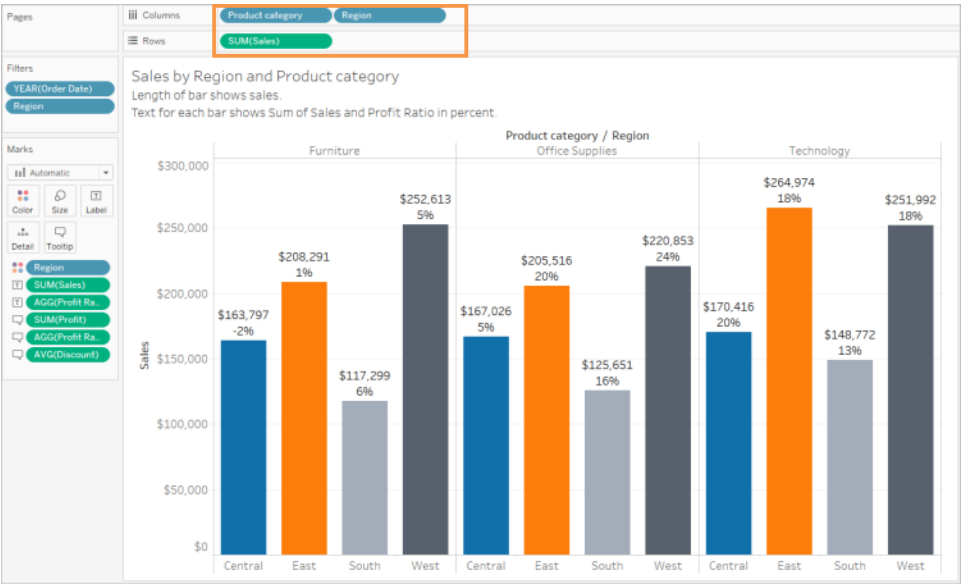 Pages
Columns
Product category
Region
Rows
SUM(Sales)
Filters
YEAR(Order Date)
Region
Marks
Automatic
Color
Size
Label
Detail
Tooltip
Region
SUM(Sales)
AGG(Profit Ra..
SUM(Profit)
AGG(Profit Ra..
AVG(Discount)
Sales by Region and Product category
Length of bar shows sales.
Text for each bar shows Sum of Sales and Profit Ratio in percent.
Product category / Region
Furniture
Office Supplies
Technology
Sales
$300,000
$250,000
$200,000
$150,000
$100,000
$50,000
$0
$163,797
-2%
$208,291
1%
$117,299
6%
$252,613
5%
$167,026
5%
$205,516
20%
$125,651
16%
$220,853
24%
$170,416
20%
$264,974
18%
$148,772
13%
$251,992
18%
Central
East
South
West
Central
East
South
West
Central
East
South
West